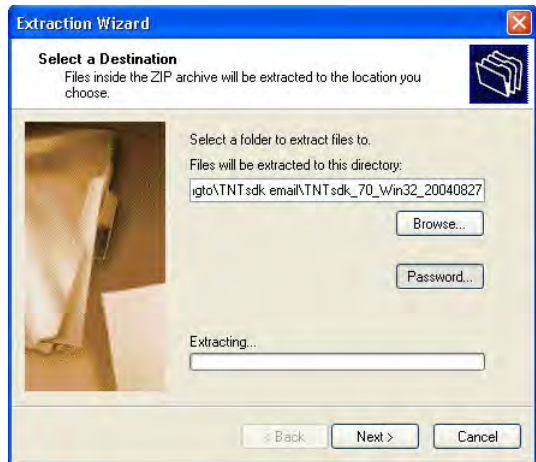 Extraction Wizard
Select a Destination
Files inside the ZIP archive will be extracted to the location you
choose.
Select a folder to extract files to.
Files will be extracted to this directory:
ıgto\TNTsdk email\TNTsdk_70_Win32_20040827
Browse...
Password...
Extracting...
< Back
Next >
Cancel